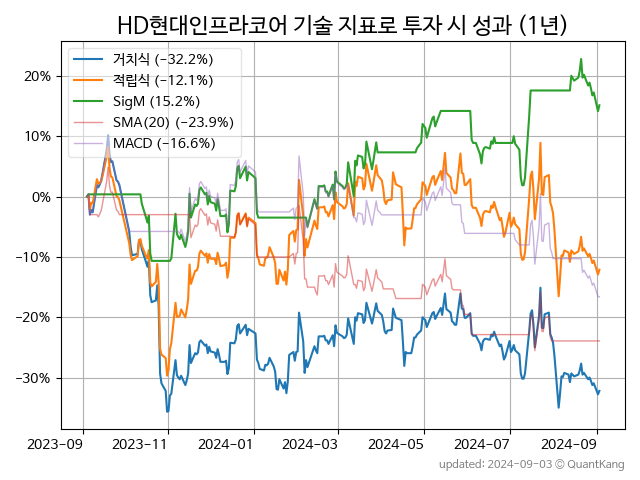 HD현대인프라코어 기술 지표로 투자 시 성과 (1년)
거치식 (−32.2%)
적립식 (−12.1%)
SigM (15.2%)
SMA(20) (−23.9%)
MACD (−16.6%)
20%
10%
0%
−10%
−20%
−30%
2023-09 2023-11 2024-01 2024-03 2024-05 2024-07 2024-09
updated: 2024-09-03 © QuantKang